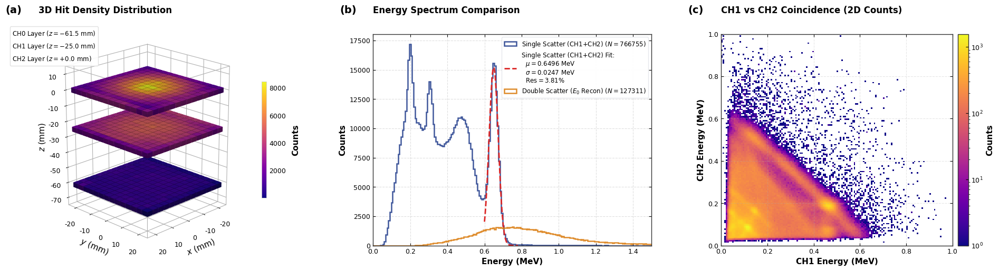 (a) 3D Hit Density Distribution
CH0 Layer (z = −61.5 mm)
CH1 Layer (z = −25.0 mm)
CH2 Layer (z = +0.0 mm)
10
0
-10
-20
-30
-40
-50
-60
-70
z (mm)
-20
-10
0
10
20
y (mm)
-20
-10
0
10
20
x (mm)
8000
6000
4000
2000
Counts
(b) Energy Spectrum Comparison
17500
15000
12500
10000
7500
5000
2500
0
Counts
Single Scatter (CH1+CH2) (N = 766755)
Single Scatter (CH1+CH2) Fit:
μ = 0.6496 MeV
σ = 0.0247 MeV
Res = 3.81%
Double Scatter (E₀ Recon) (N = 127311)
0.0 0.2 0.4 0.6 0.8 1.0 1.2 1.4
Energy (MeV)
(c) CH1 vs CH2 Coincidence (2D Counts)
1.0
0.8
0.6
0.4
0.2
0.0
CH2 Energy (MeV)
0.0 0.2 0.4 0.6 0.8 1.0
CH1 Energy (MeV)
10³
10²
10¹
10⁰
Counts